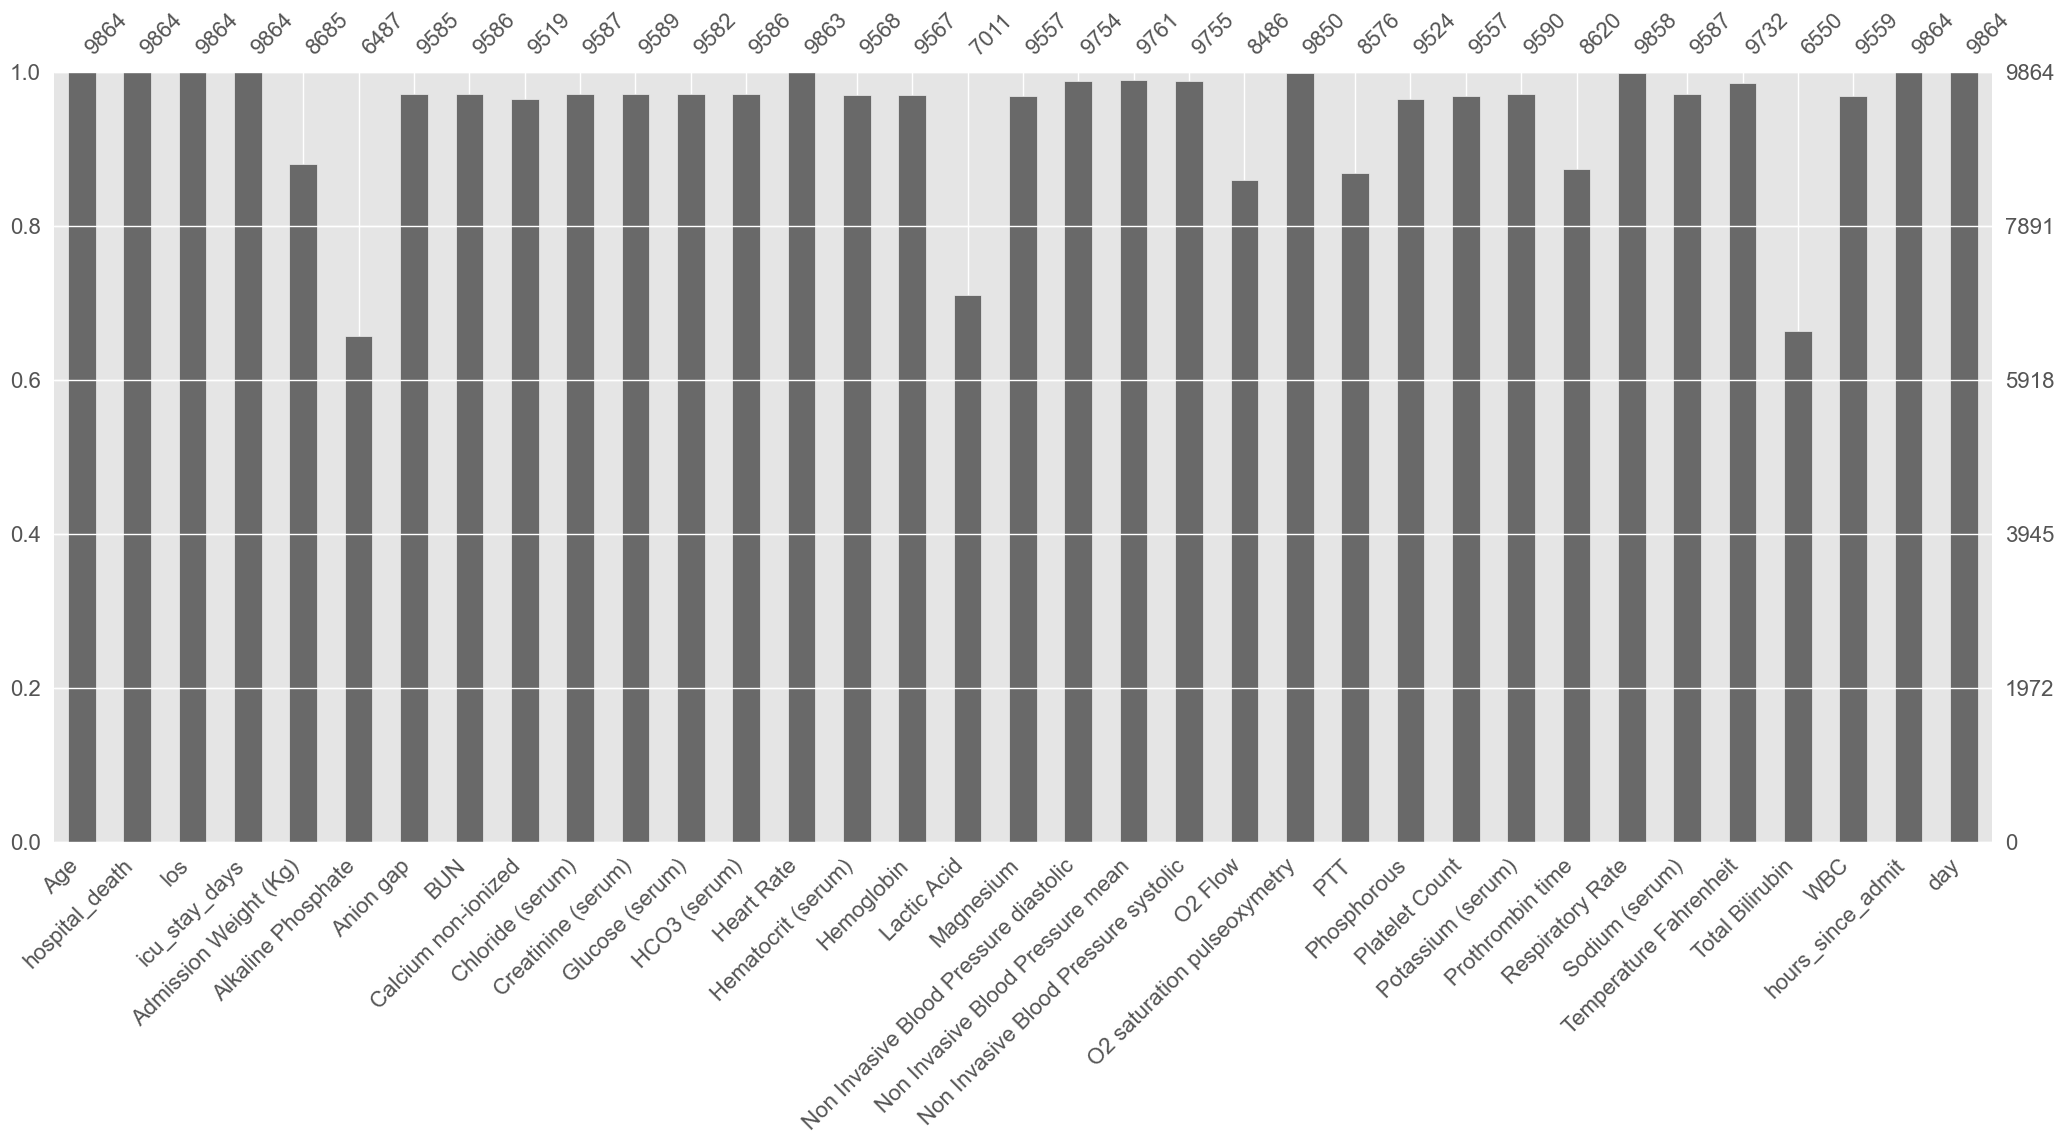 9864
9864
9864
9864
8685
6487
9585
9586
9519
9587
9589
9582
9586
9863
9568
9567
7011
9557
9754
9761
9755
8486
9850
8576
9524
9557
9590
8620
9858
9587
9732
6550
9559
9864
9864
1.0
0.8
0.6
0.4
0.2
0.0
9864
7891
5918
3945
1972
0
Age
hospital_death
los
icu_stay_days
Admission Weight (Kg)
Alkaline Phosphate
Anion gap
BUN
Calcium non-ionized
Chloride (serum)
Creatinine (serum)
Glucose (serum)
HCO3 (serum)
Heart Rate
Hematocrit (serum)
Hemoglobin
Lactic Acid
Magnesium
Non Invasive Blood Pressure diastolic
Non Invasive Blood Pressure mean
Non Invasive Blood Pressure systolic
O2 Flow
O2 saturation pulseoxymetry
PTT
Phosphorous
Platelet Count
Potassium (serum)
Prothrombin time
Respiratory Rate
Sodium (serum)
Temperature Fahrenheit
Total Bilirubin
WBC
hours_since_admit
day